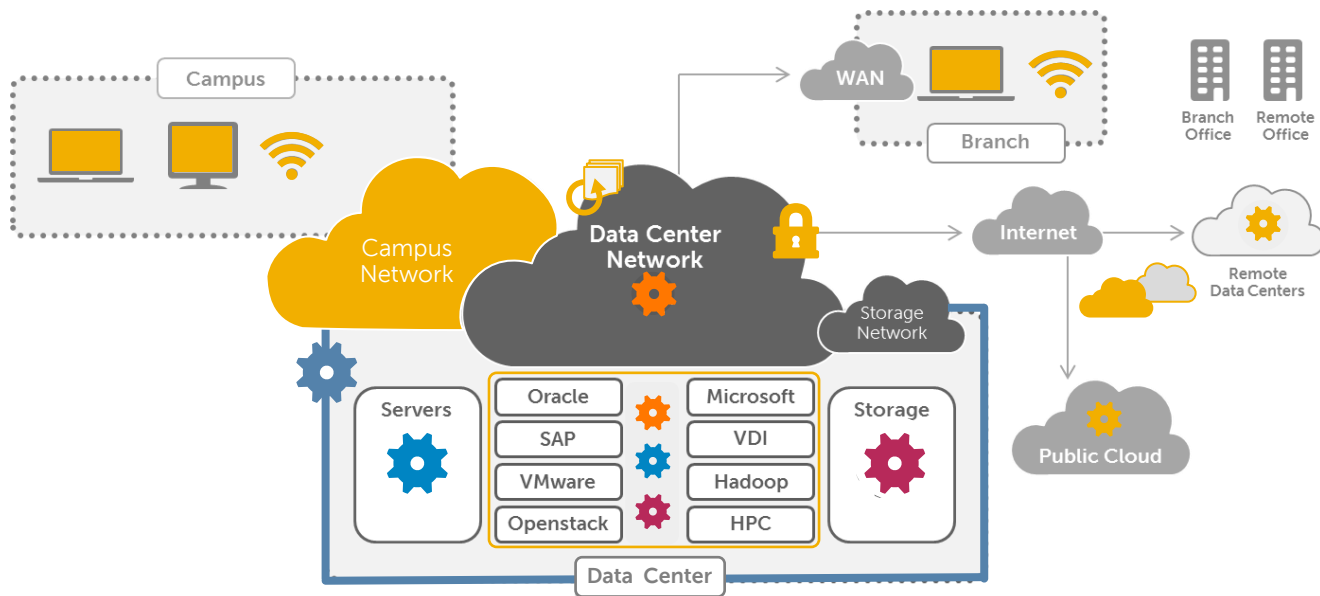 Campus
WAN
Branch
Branch
Office
Remote
Office
Campus
Network
Data Center
Network
Internet
Remote
Data Centers
Storage
Network
Servers
Oracle
SAP
VMware
Openstack
Microsoft
VDI
Hadoop
HPC
Storage
Public Cloud
Data Center